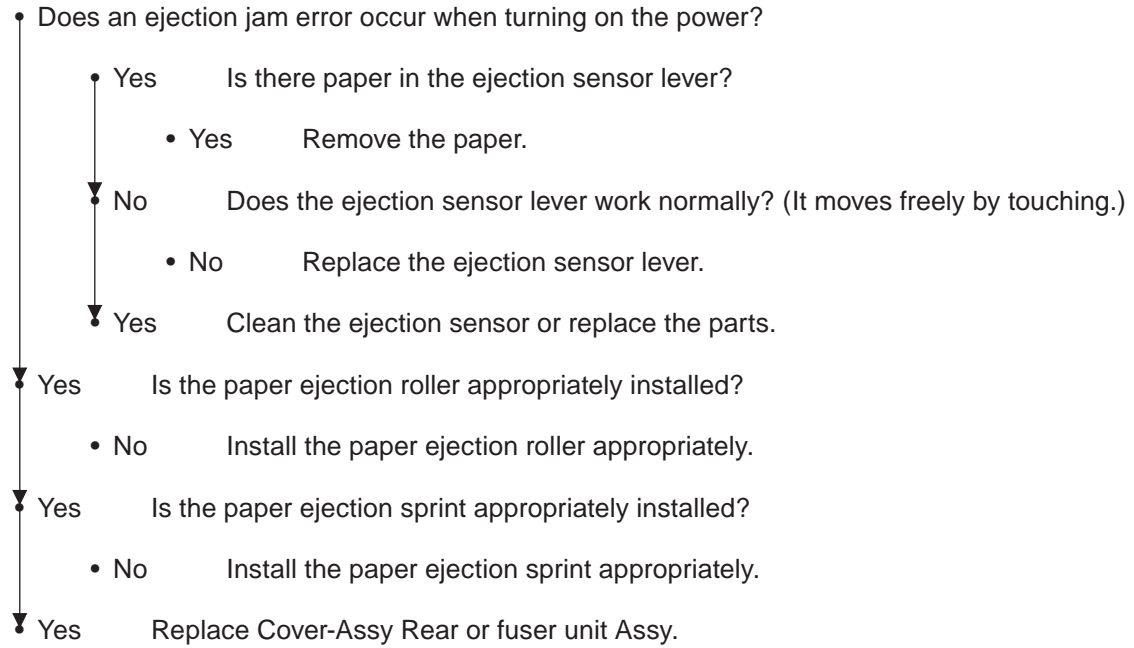 Does an ejection jam error occur when turning on the power?
Yes Is there paper in the ejection sensor lever?
Yes Remove the paper.
No Does the ejection sensor lever work normally? (It moves freely by touching.)
No Replace the ejection sensor lever.
Yes Clean the ejection sensor or replace the parts.
Yes Is the paper ejection roller appropriately installed?
No Install the paper ejection roller appropriately.
Yes Is the paper ejection sprint appropriately installed?
No Install the paper ejection sprint appropriately.
Yes Replace Cover-Assy Rear or fuser unit Assy.